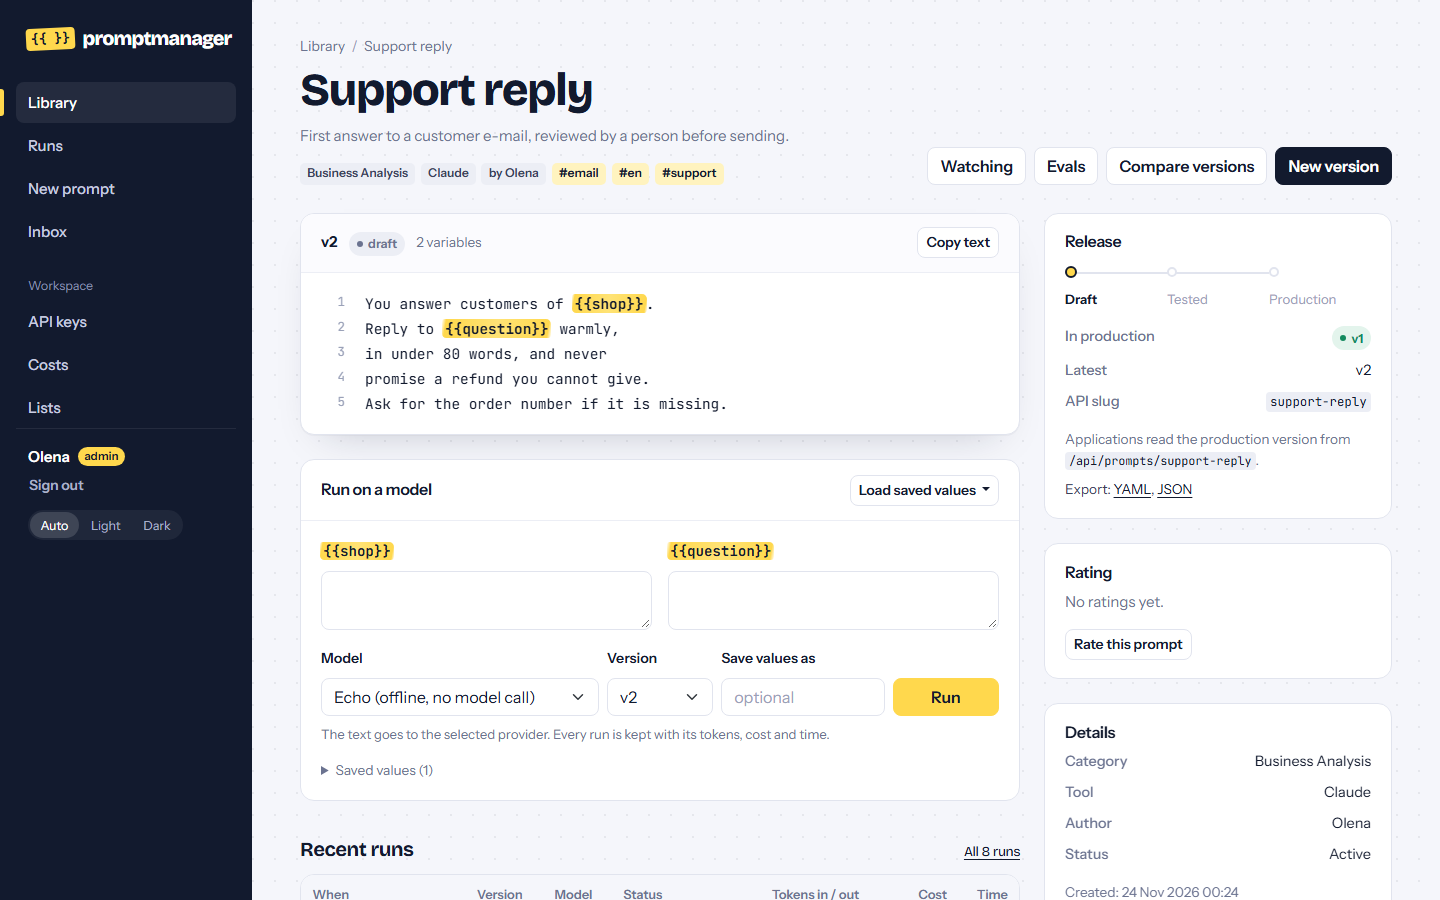 {{ }} promptmanager
Library
Runs
New prompt
Inbox
Workspace
API keys
Costs
Lists
Olena admin
Sign out
Auto Light Dark
Library / Support reply
Support reply
First answer to a customer e-mail, reviewed by a person before sending.
Business Analysis Claude by Olena #email #en #support
Watching Evals Compare versions New version
v2 draft 2 variables Copy text
1 You answer customers of {{shop}}.
2 Reply to {{question}} warmly,
3 in under 80 words, and never
4 promise a refund you cannot give.
5 Ask for the order number if it is missing.
Run on a model Load saved values
{{shop}} {{question}}
Model Version Save values as
Echo (offline, no model call) v2 optional Run
The text goes to the selected provider. Every run is kept with its tokens, cost and time.
Saved values (1)
Recent runs All 8 runs
When Version Model Status Tokens in / out Cost Time
Release
Draft Tested Production
In production v1
Latest v2
API slug support-reply
Applications read the production version from
/api/prompts/support-reply.
Export: YAML, JSON
Rating
No ratings yet.
Rate this prompt
Details
Category Business Analysis
Tool Claude
Author Olena
Status Active
Created: 24 Nov 2026 00:24